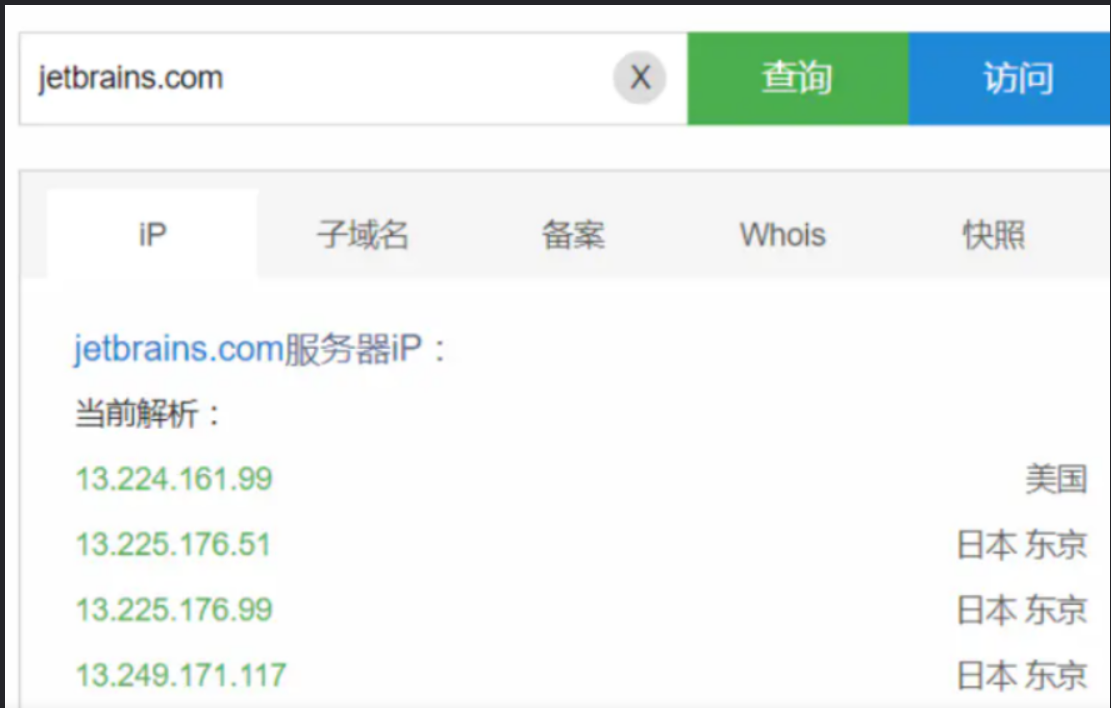 jetbrains.com X 查询 访问
iP 子域名 备案 Whois 快照
jetbrains.com服务器iP：
当前解析：
13.224.161.99 美国
13.225.176.51 日本 东京
13.225.176.99 日本 东京
13.249.171.117 日本 东京